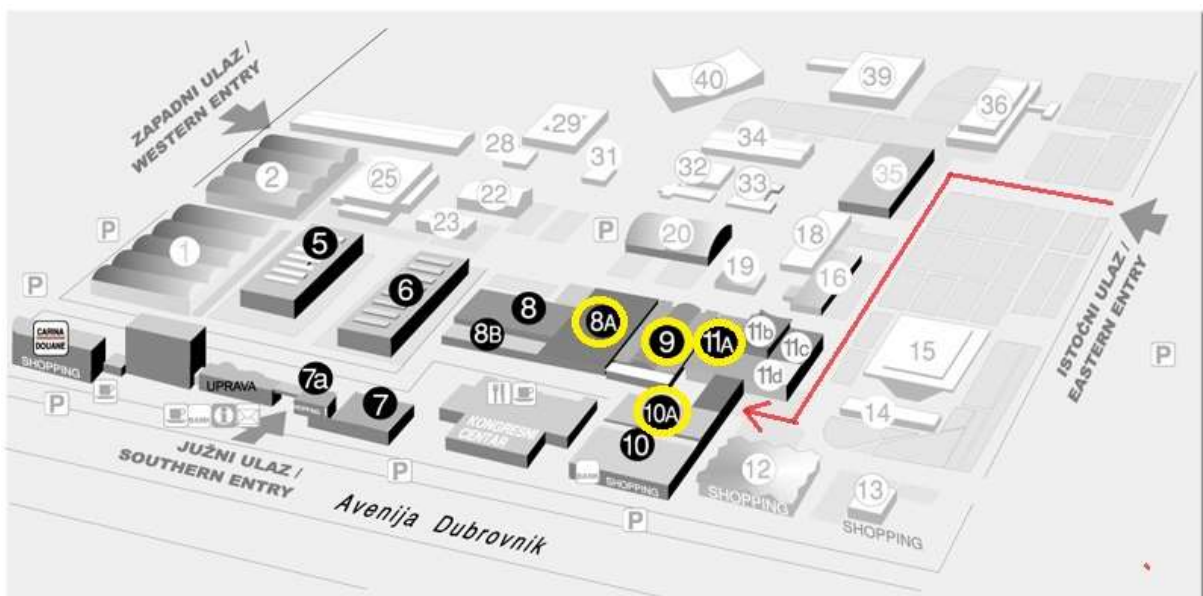 ZAPADNI ULAZ /
WESTERN ENTRY
40
39
36
29
28
31
34
32
33
35
2
25
22
23
20
18
19
16
1
5
6
8
8A
8B
9
11A
11b
11c
11d
15
14
ISTOČNI ULAZ /
EASTERN ENTRY
P
P
P
P
P
P
P
CARINA
DOUANE
SHOPPING
UPRAVA
7a
SHOPPING
7
KONGRESNI
CENTAR
10A
10
BANK
SHOPPING
12
SHOPPING
13
SHOPPING
BANK
JUŽNI ULAZ /
SOUTHERN ENTRY
Avenija Dubrovnik